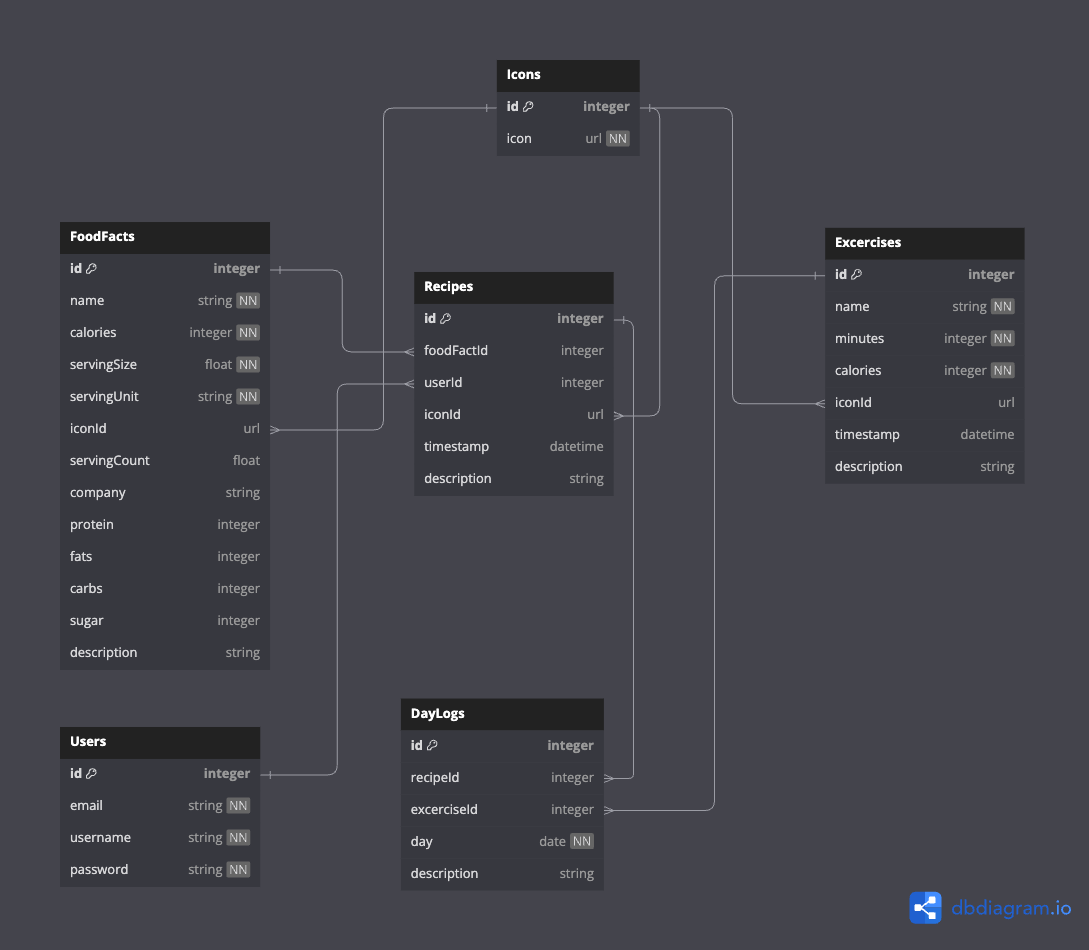 Icons
id integer
icon url NN
FoodFacts
id integer
name string NN
calories integer NN
servingSize float NN
servingUnit string NN
iconId url
servingCount float
company string
protein integer
fats integer
carbs integer
sugar integer
description string
Recipes
id integer
foodFactId integer
userId integer
iconId url
timestamp datetime
description string
Excercises
id integer
name string NN
minutes integer NN
calories integer NN
iconId url
timestamp datetime
description string
Users
id integer
email string NN
username string NN
password string NN
DayLogs
id integer
recipeId integer
excerciseId integer
day date NN
description string
dbdiagram.io